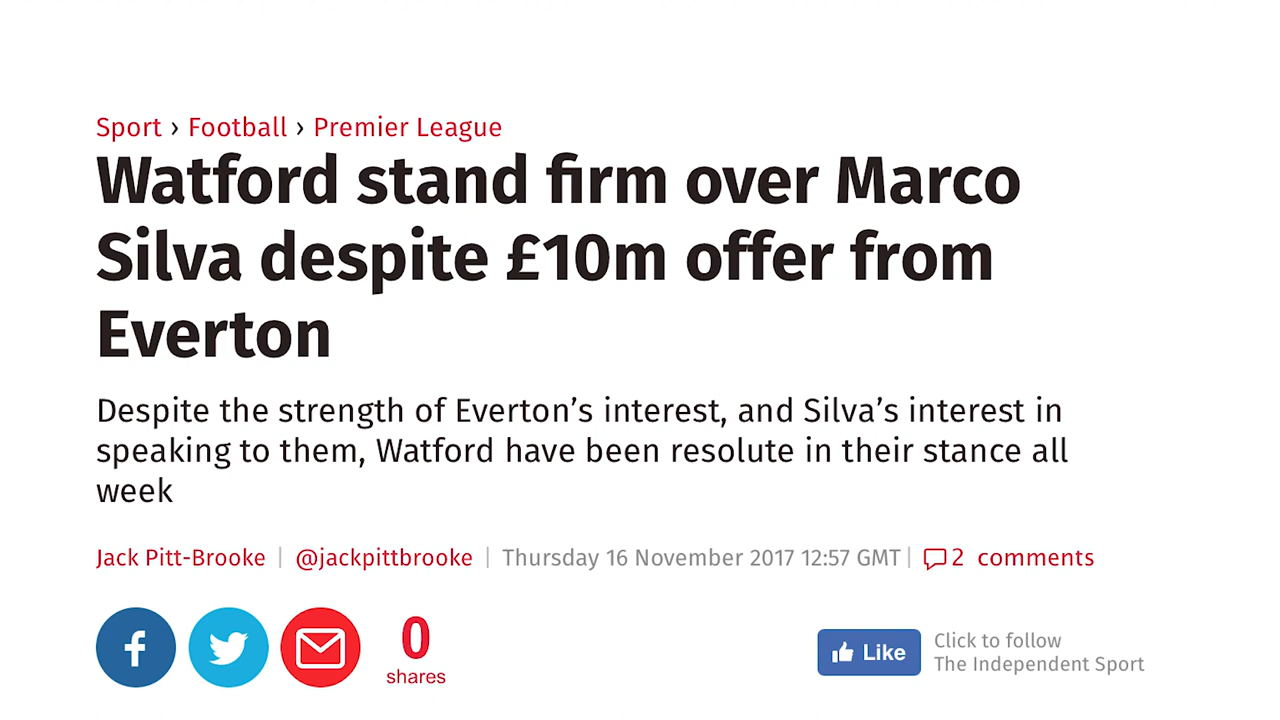 Sport › Football › Premier League
Watford stand firm over Marco
Silva despite £10m offer from
Everton
Despite the strength of Everton’s interest, and Silva’s interest in
speaking to them, Watford have been resolute in their stance all
week
Jack Pitt-Brooke | @jackpittbrooke | Thursday 16 November 2017 12:57 GMT | 2 comments
0
shares
Like
Click to follow
The Independent Sport